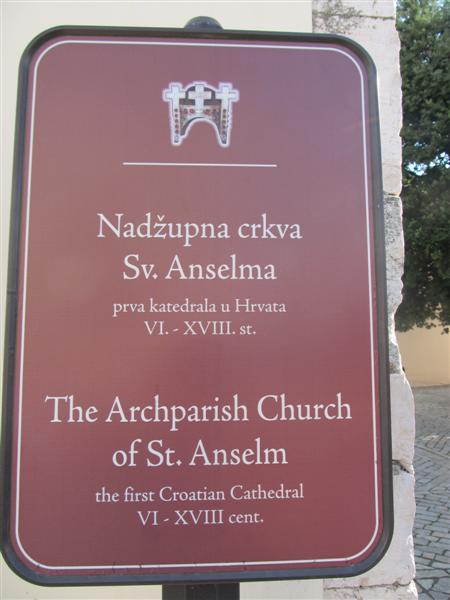 Nadžupna crkva
Sv. Anselma
prva katedrala u Hrvata
VI. - XVIII. st.
The Archparish Church
of St. Anselm
the first Croatian Cathedral
VI - XVIII cent.